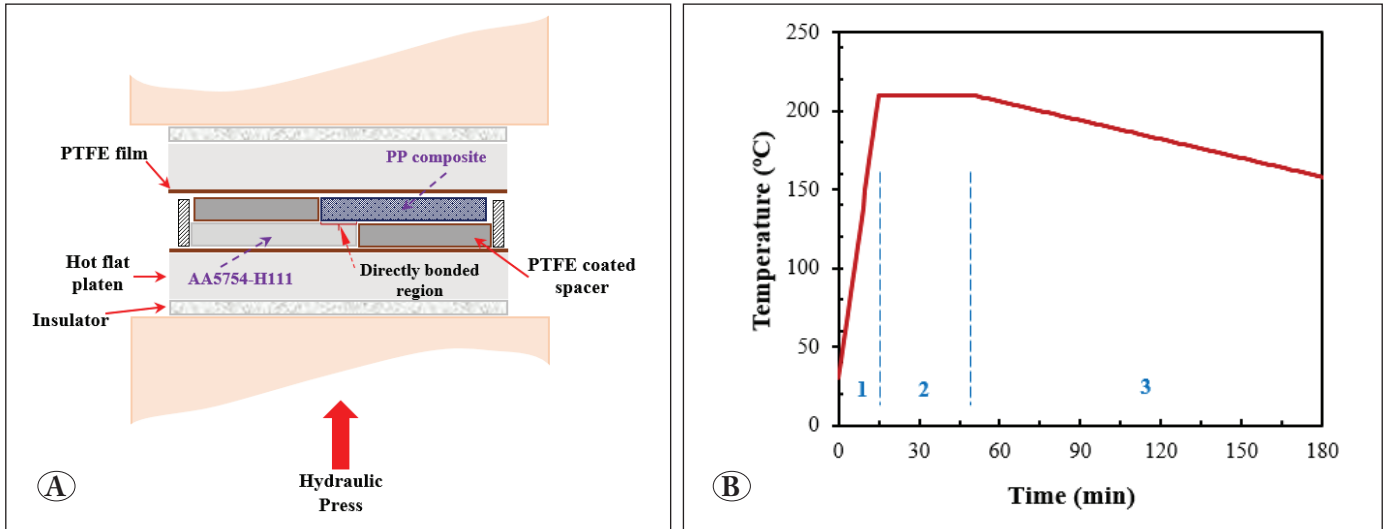 PTFE film
PP composite
Hot flat
platen
AA5754-H111
Directly bonded
region
PTFE coated
spacer
Insulator
Hydraulic
Press
A
250
200
150
100
50
0
Temperature (ºC)
1
2
3
0
30
60
90
120
150
180
Time (min)
B